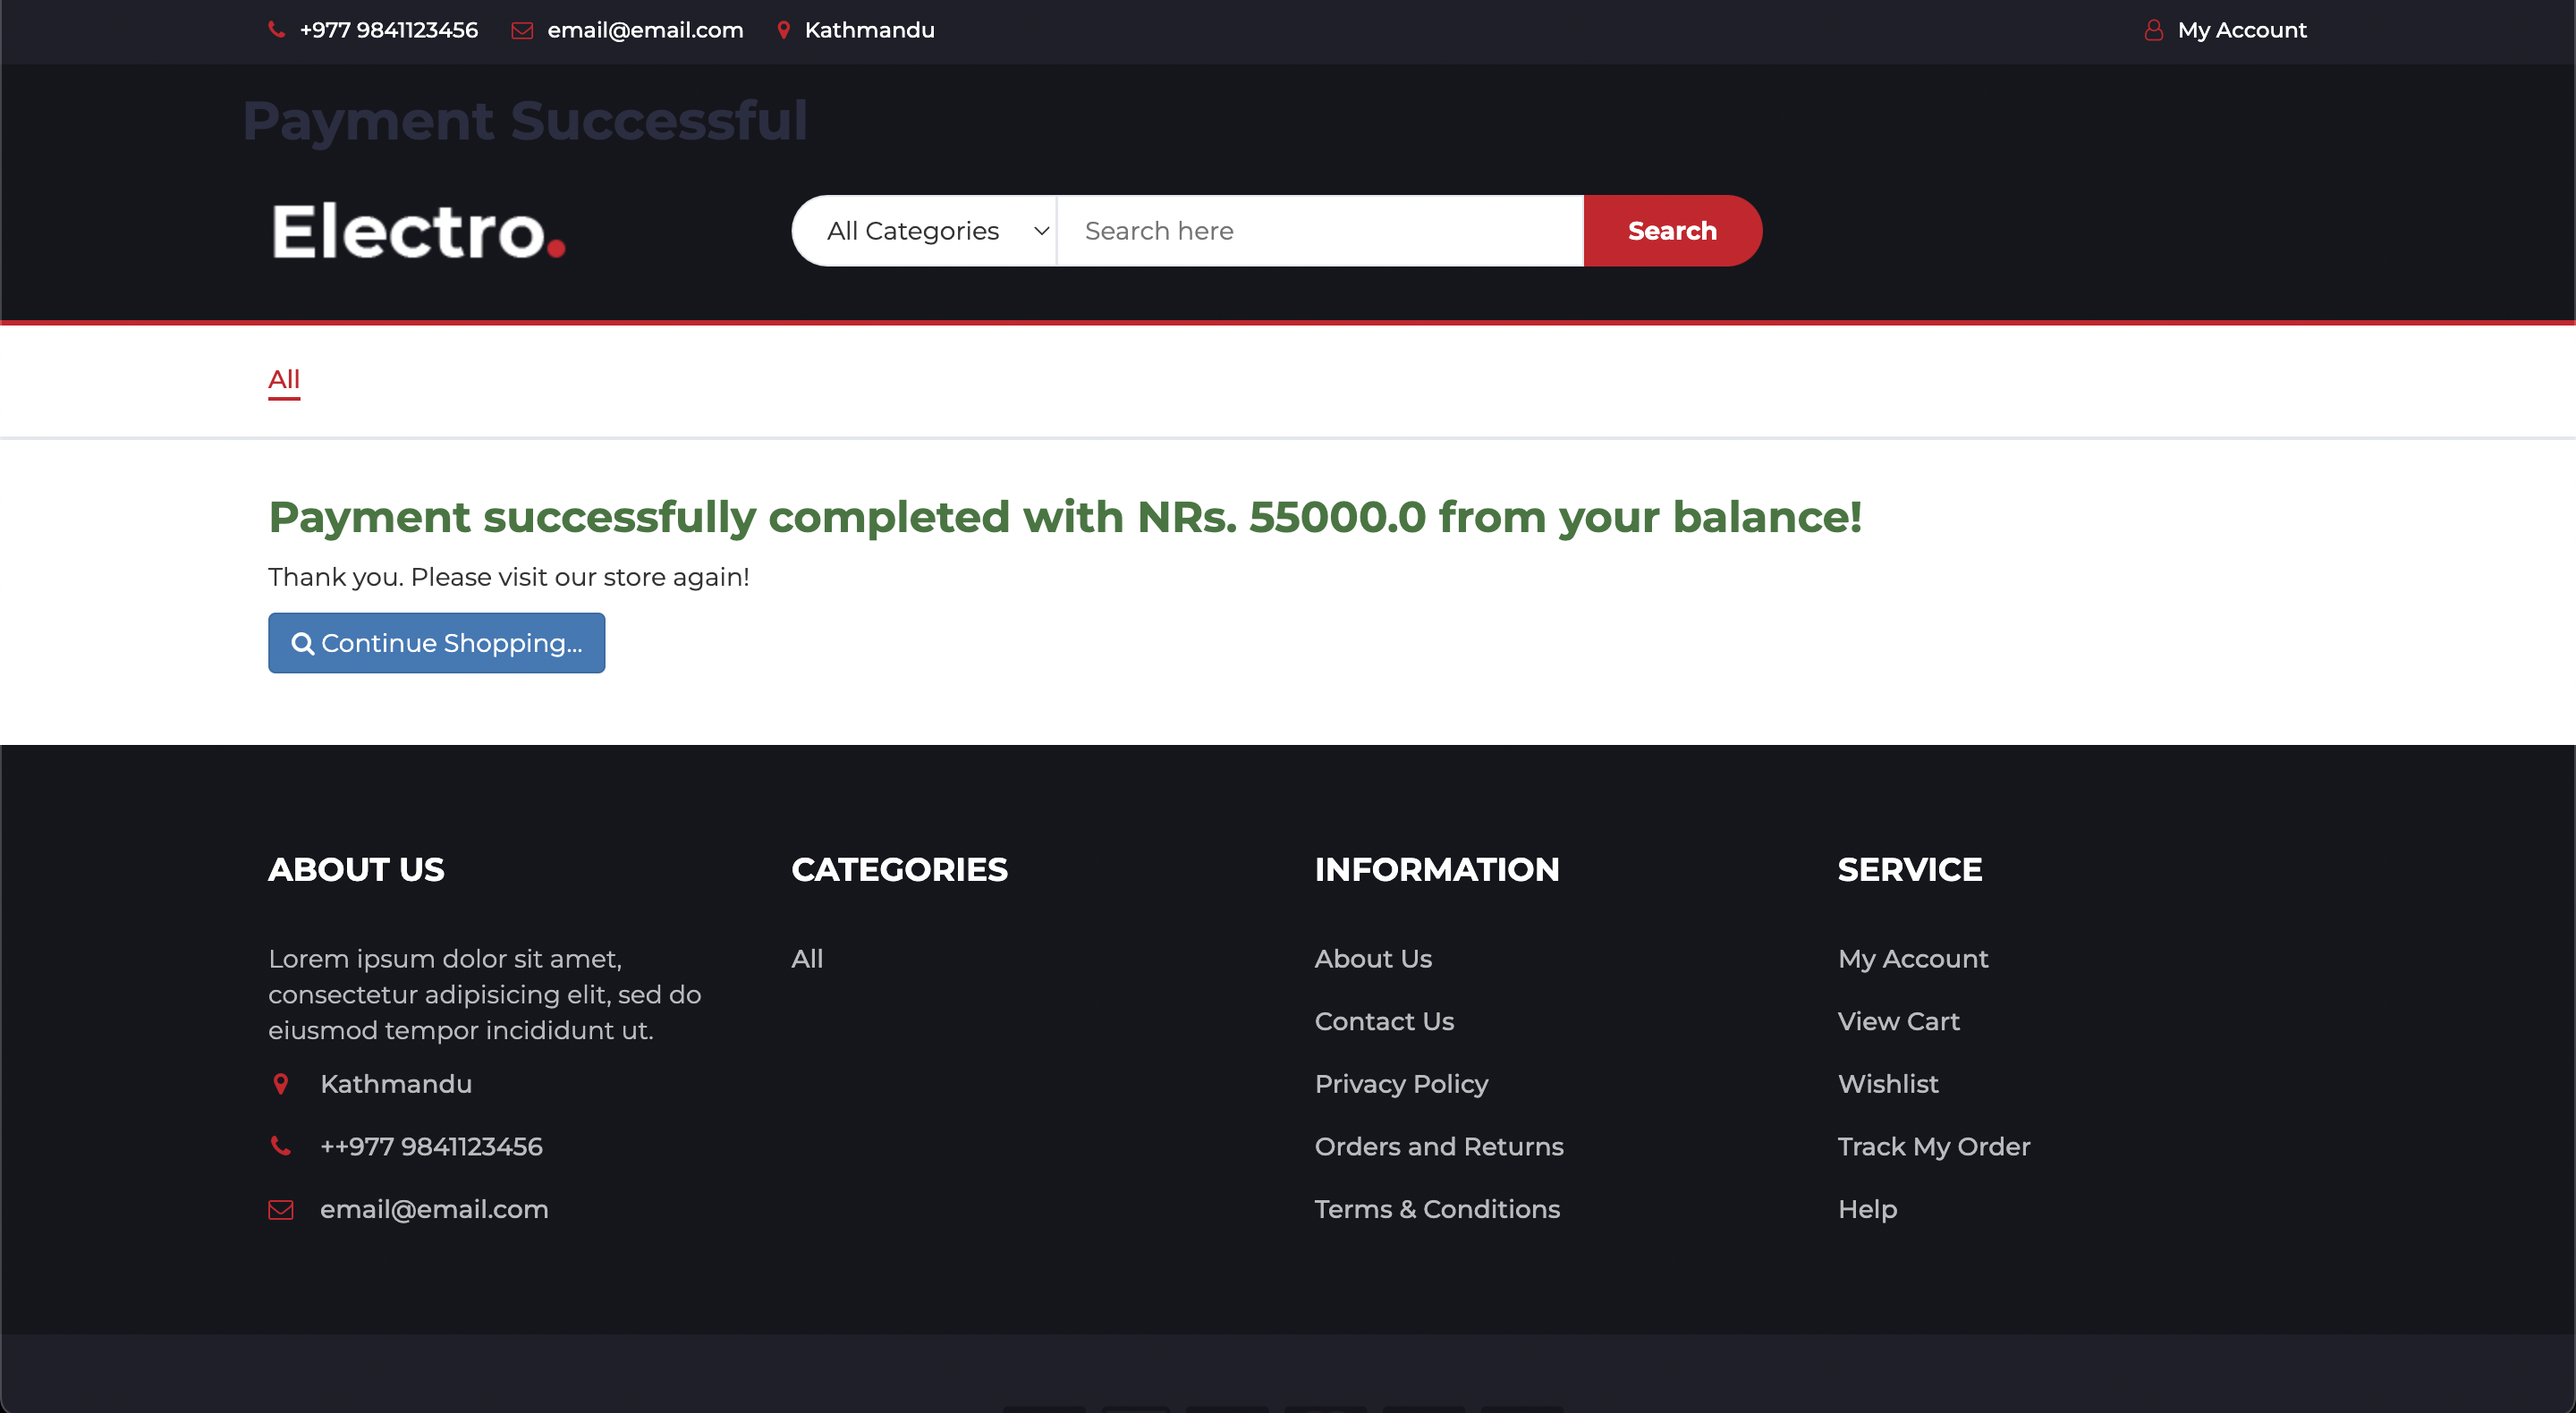 +977 9841123456 email@email.com Kathmandu My Account
Payment Successful
Electro. All Categories Search here Search
All
Payment successfully completed with NRs. 55000.0 from your balance!
Thank you. Please visit our store again!
Continue Shopping...
ABOUT US
Lorem ipsum dolor sit amet,
consectetur adipisicing elit, sed do
eiusmod tempor incididunt ut.
Kathmandu
++977 9841123456
email@email.com
CATEGORIES
All
INFORMATION
About Us
Contact Us
Privacy Policy
Orders and Returns
Terms & Conditions
SERVICE
My Account
View Cart
Wishlist
Track My Order
Help